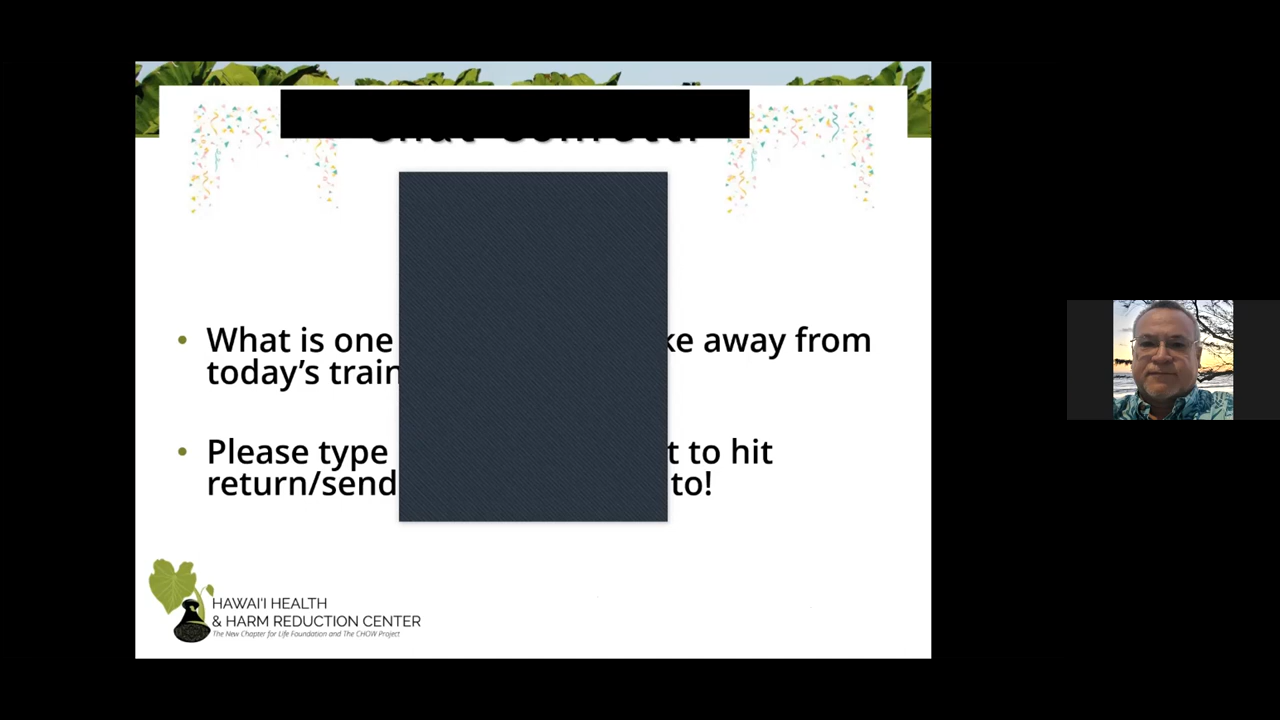 What is one ke away from
today's train
Please type t to hit
return/send to!
HAWAI'I HEALTH
& HARM REDUCTION CENTER
The New Chapter for Life Foundation and The CHOW Project